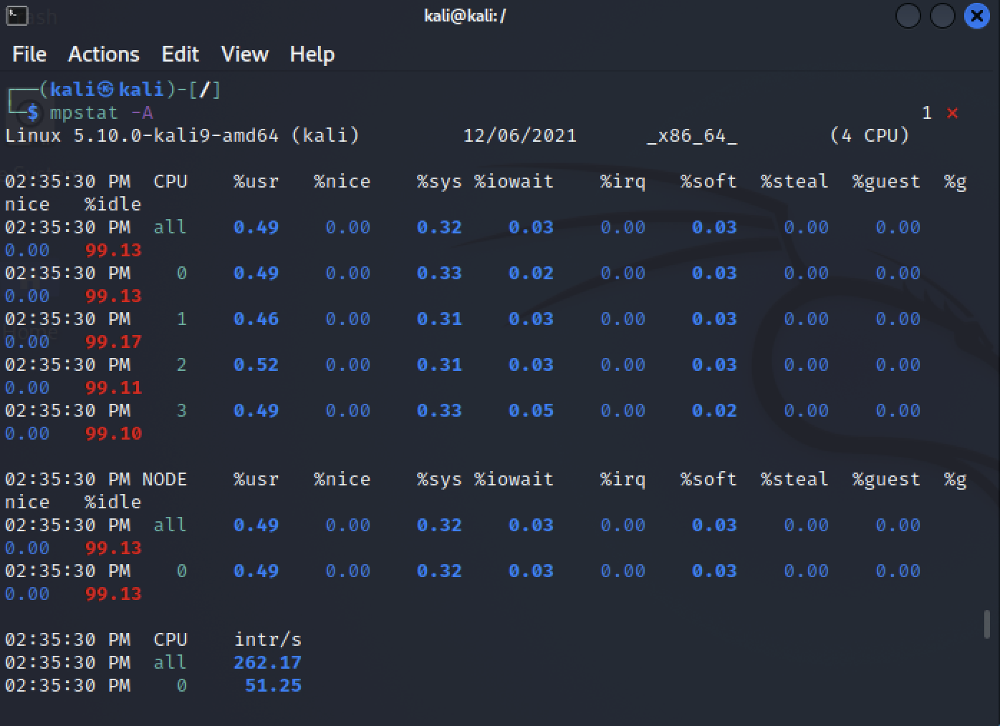 kali@kali: /
File Actions Edit View Help
┌──(kali㉿kali)-[/]
└─$ mpstat -A 1 ⨯
Linux 5.10.0-kali9-amd64 (kali) 12/06/2021 _x86_64_ (4 CPU)
02:35:30 PM CPU %usr %nice %sys %iowait %irq %soft %steal %guest %g
nice %idle
02:35:30 PM all 0.49 0.00 0.32 0.03 0.00 0.03 0.00 0.00
0.00 99.13
02:35:30 PM 0 0.49 0.00 0.33 0.02 0.00 0.03 0.00 0.00
0.00 99.13
02:35:30 PM 1 0.46 0.00 0.31 0.03 0.00 0.03 0.00 0.00
0.00 99.17
02:35:30 PM 2 0.52 0.00 0.31 0.03 0.00 0.03 0.00 0.00
0.00 99.11
02:35:30 PM 3 0.49 0.00 0.33 0.05 0.00 0.02 0.00 0.00
0.00 99.10
02:35:30 PM NODE %usr %nice %sys %iowait %irq %soft %steal %guest %g
nice %idle
02:35:30 PM all 0.49 0.00 0.32 0.03 0.00 0.03 0.00 0.00
0.00 99.13
02:35:30 PM 0 0.49 0.00 0.32 0.03 0.00 0.03 0.00 0.00
0.00 99.13
02:35:30 PM CPU intr/s
02:35:30 PM all 262.17
02:35:30 PM 0 51.25